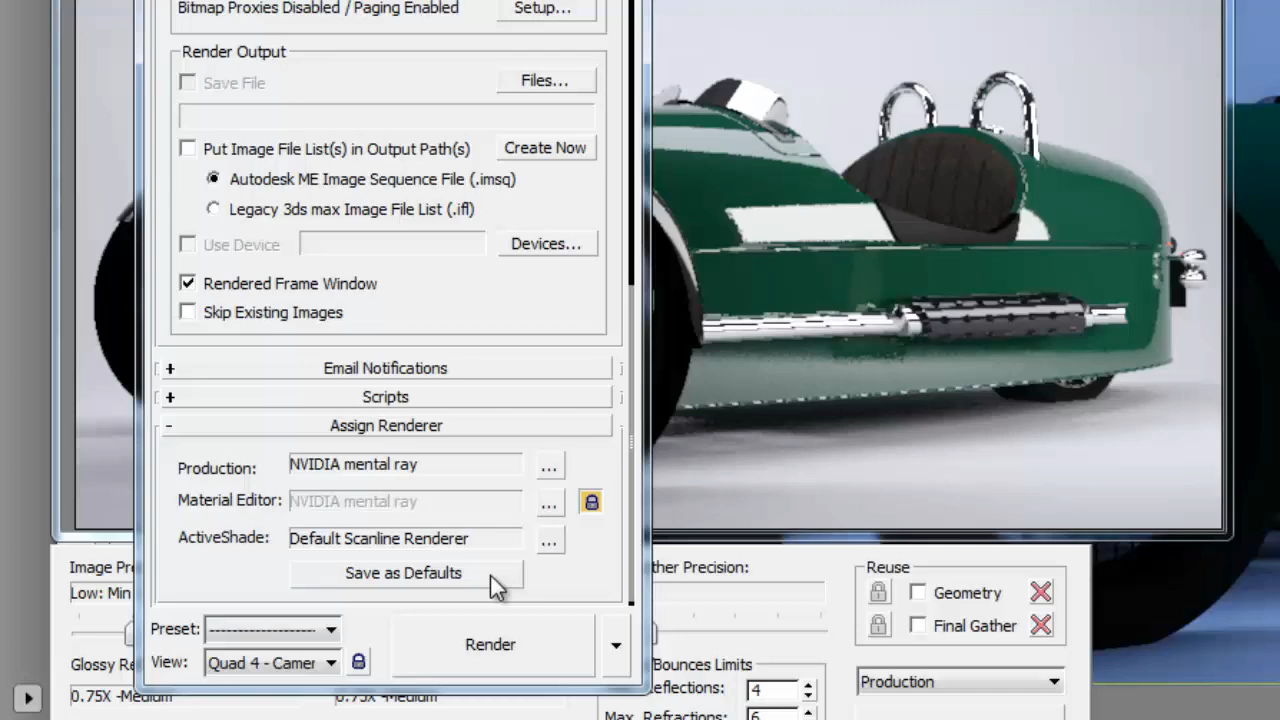 Bitmap Proxies Disabled / Paging Enabled
Setup...
Render Output
Save File
Files...
Put Image File List(s) in Output Path(s)
Create Now
Autodesk ME Image Sequence File (.imsq)
Legacy 3ds max Image File List (.ifl)
Use Device
Devices...
Rendered Frame Window
Skip Existing Images
+ Email Notifications
+ Scripts
- Assign Renderer
Production: NVIDIA mental ray ...
Material Editor: NVIDIA mental ray ...
ActiveShade: Default Scanline Renderer ...
Save as Defaults
Preset: --------------------
View: Quad 4 - Camer
Render
Image Pre
Low: Min
Glossy Re
0.75X -Medium
0.75X -Medium
ther Precision:
/Bounces Limits
eflections: 4
Max. Refractions: 6
Reuse
Geometry
Final Gather
Production